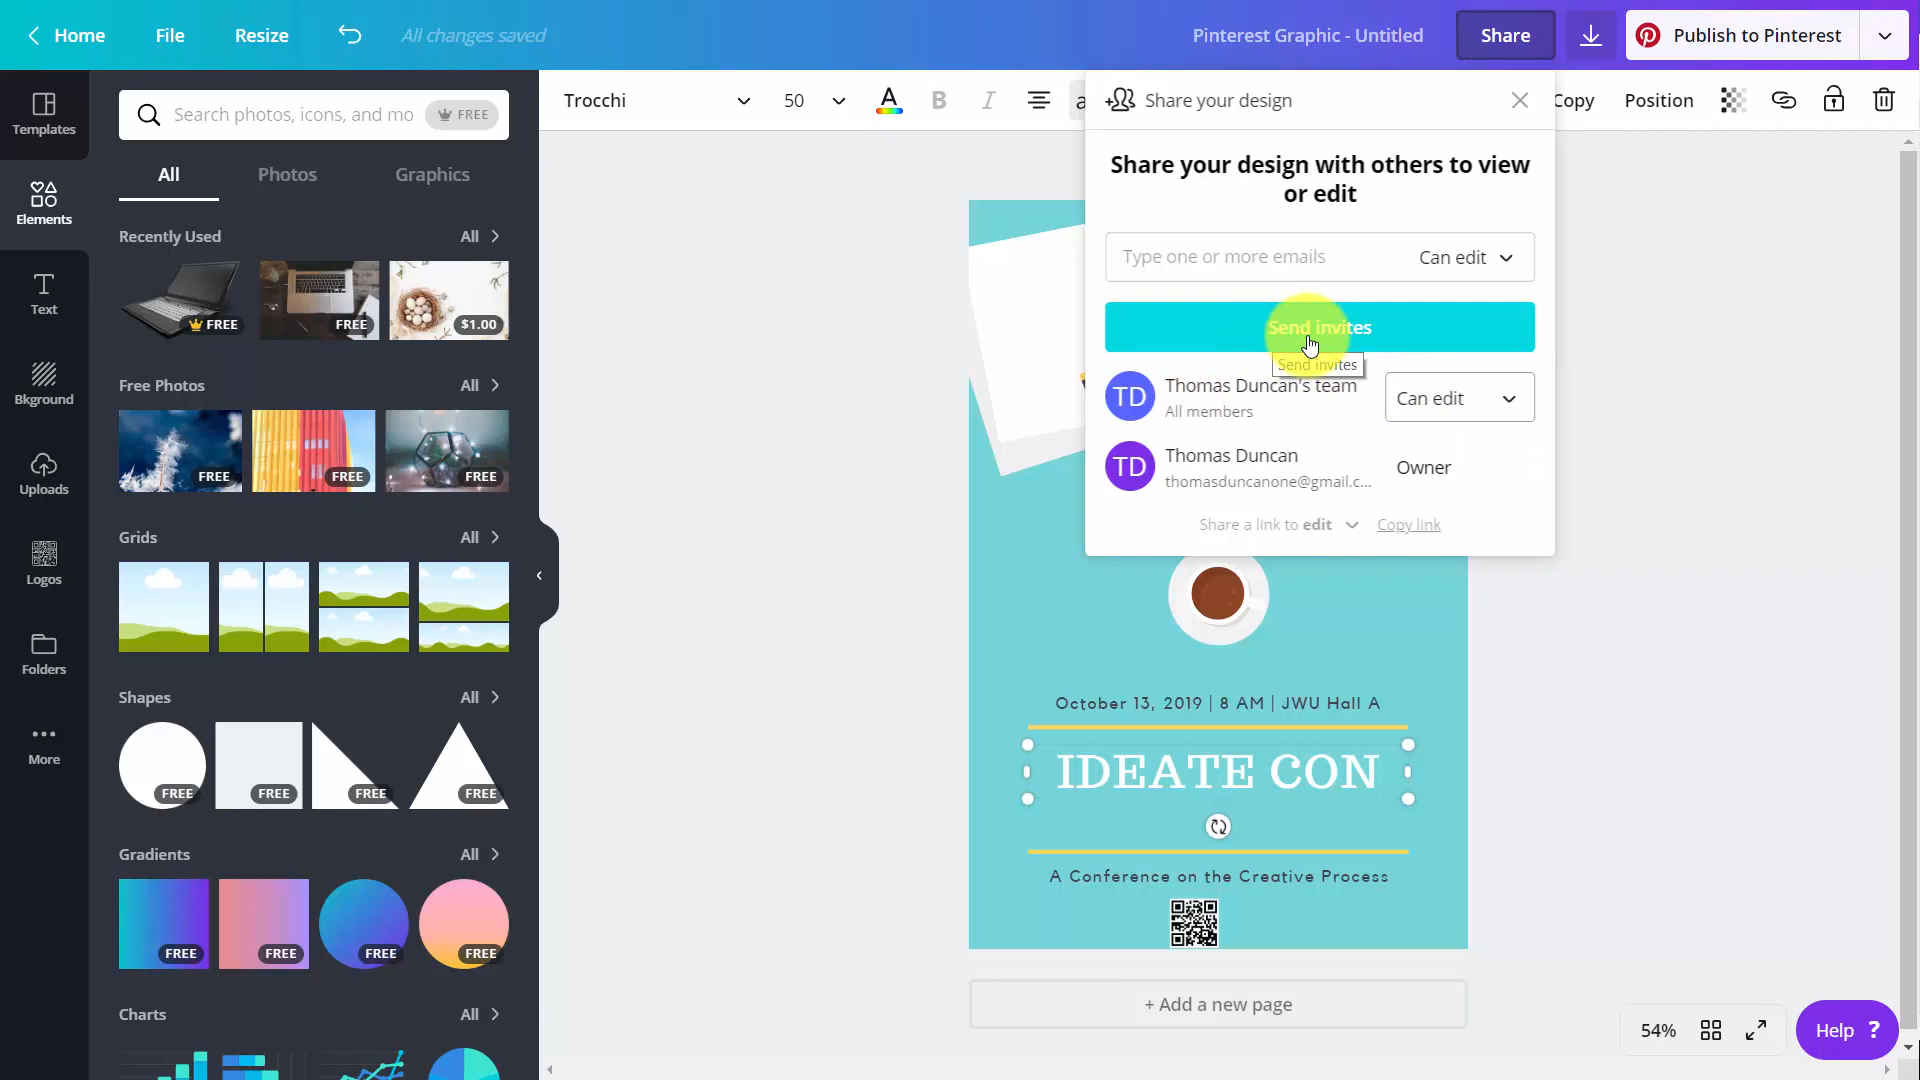 Home
File
Resize
All changes saved
Pinterest Graphic - Untitled
Share
Publish to Pinterest
Templates
Elements
Text
Bkground
Uploads
Logos
Folders
More
Search photos, icons, and mo
FREE
All
Photos
Graphics
Recently Used
All
FREE
FREE
$1.00
Free Photos
All
FREE
FREE
FREE
Grids
All
Shapes
All
FREE
FREE
FREE
FREE
Gradients
All
FREE
FREE
FREE
FREE
Charts
All
Trocchi
50
A
B
I
a
Copy
Position
Share your design
Share your design with others to view
or edit
Type one or more emails
Can edit
Send invites
Send invites
TD
Thomas Duncan's team
All members
Can edit
TD
Thomas Duncan
thomasduncanone@gmail.c...
Owner
Share a link to edit
Copy link
October 13, 2019 | 8 AM | JWU Hall A
IDEATE CON
A Conference on the Creative Process
+ Add a new page
54%
Help ?